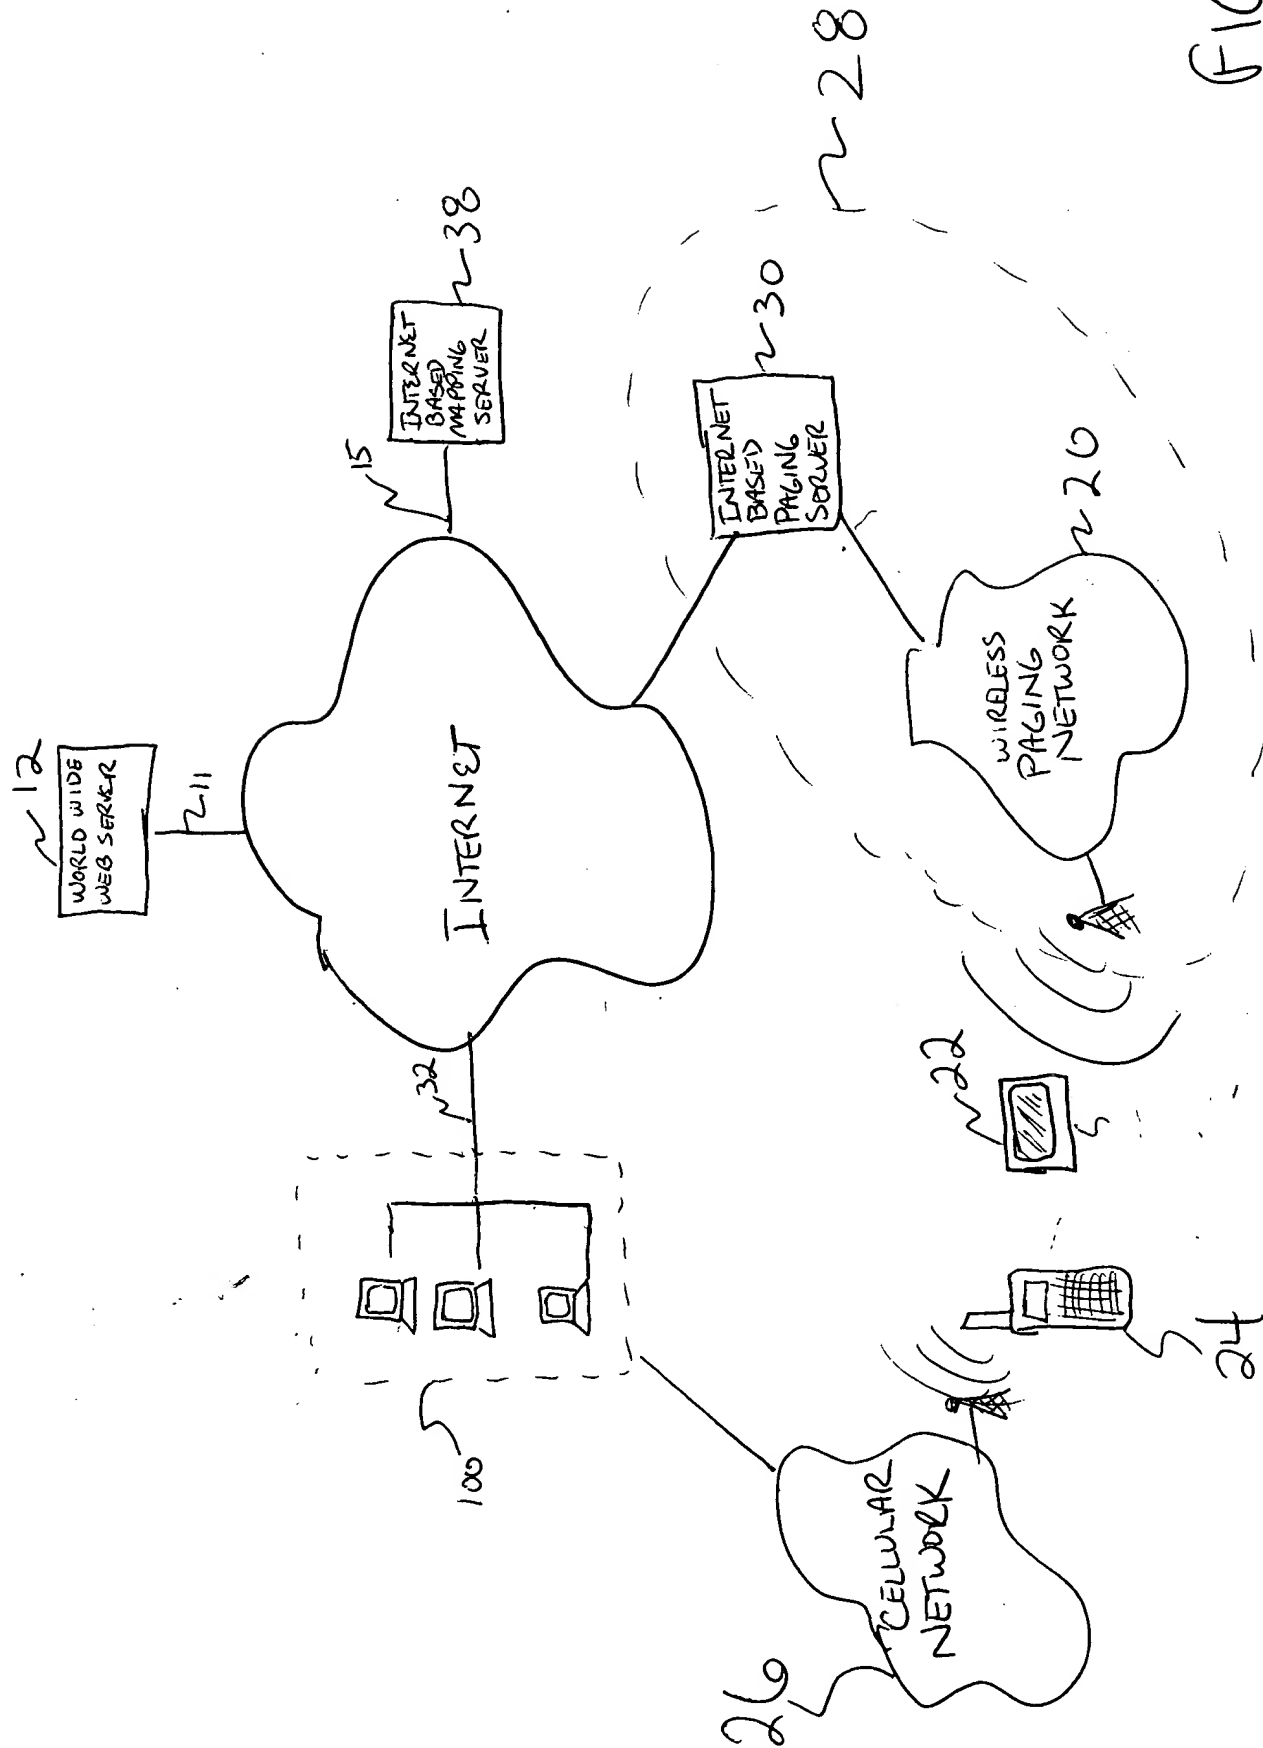 12
WORLD WIDE
WEB SERVER
11
15
INTERNET
BASED
MAPPING
SERVER
38
32
INTERNET
100
INTERNET
BASED
PAGING
SERVER
30
28
26
CELLULAR
NETWORK
24
22
WIRELESS
PAGING
NETWORK
20
FIG